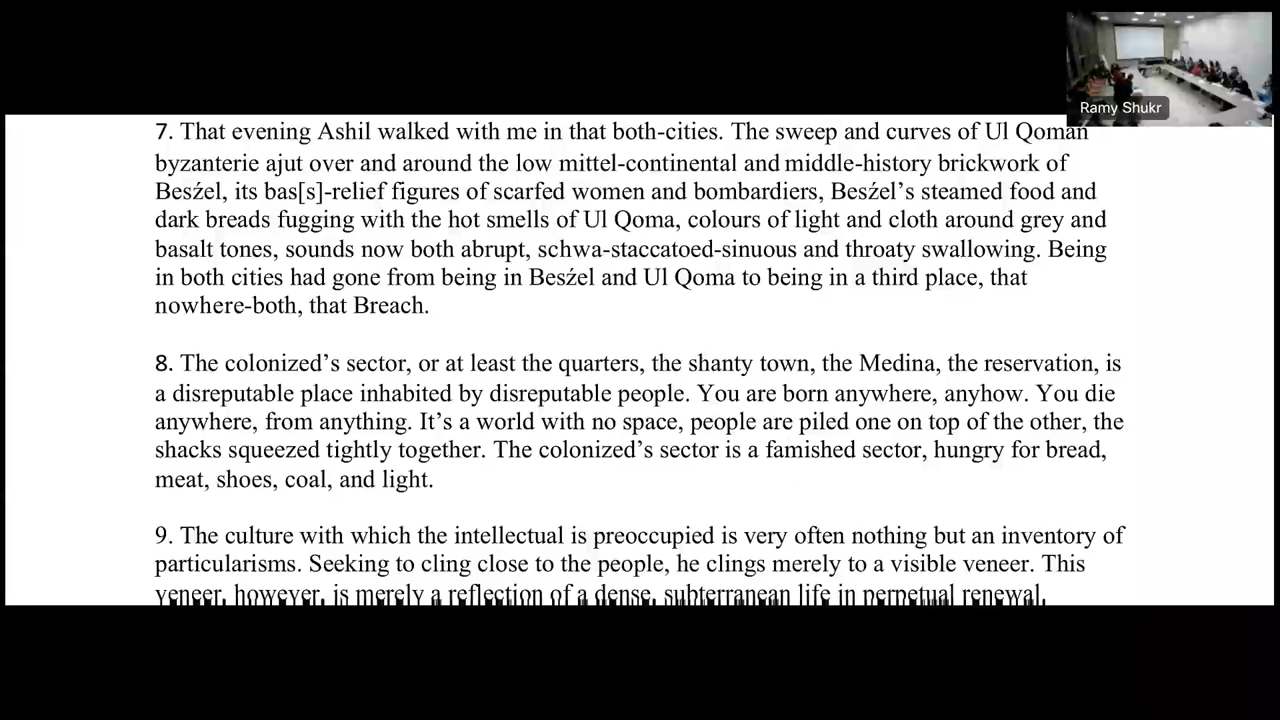 Ramy Shukr
7. That evening Ashil walked with me in that both-cities. The sweep and curves of Ul Qoman
byzanterie ajut over and around the low mittel-continental and middle-history brickwork of
Besźel, its bas[s]-relief figures of scarfed women and bombardiers, Besźel’s steamed food and
dark breads fugging with the hot smells of Ul Qoma, colours of light and cloth around grey and
basalt tones, sounds now both abrupt, schwa-staccatoed-sinuous and throaty swallowing. Being
in both cities had gone from being in Besźel and Ul Qoma to being in a third place, that
nowhere-both, that Breach.
8. The colonized’s sector, or at least the quarters, the shanty town, the Medina, the reservation, is
a disreputable place inhabited by disreputable people. You are born anywhere, anyhow. You die
anywhere, from anything. It’s a world with no space, people are piled one on top of the other, the
shacks squeezed tightly together. The colonized’s sector is a famished sector, hungry for bread,
meat, shoes, coal, and light.
9. The culture with which the intellectual is preoccupied is very often nothing but an inventory of
particularisms. Seeking to cling close to the people, he clings merely to a visible veneer. This
veneer, however, is merely a reflection of a dense, subterranean life in perpetual renewal.